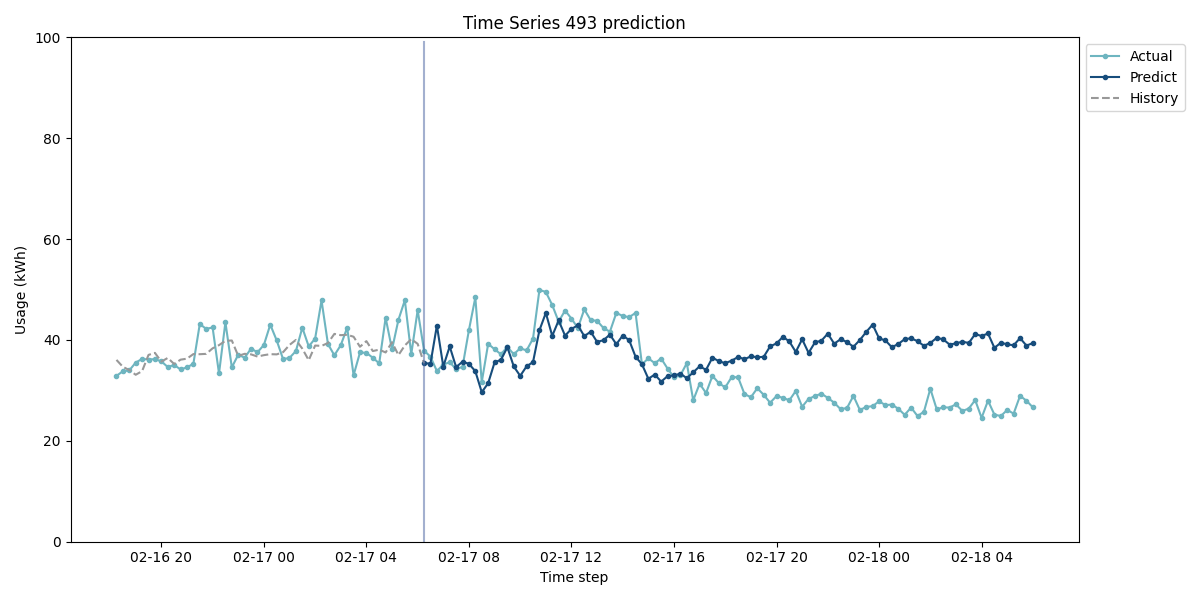 Time Series 493 prediction
100
80
60
40
20
0
Usage (kWh)
02-16 20
02-17 00
02-17 04
02-17 08
02-17 12
02-17 16
02-17 20
02-18 00
02-18 04
Time step
Actual
Predict
History